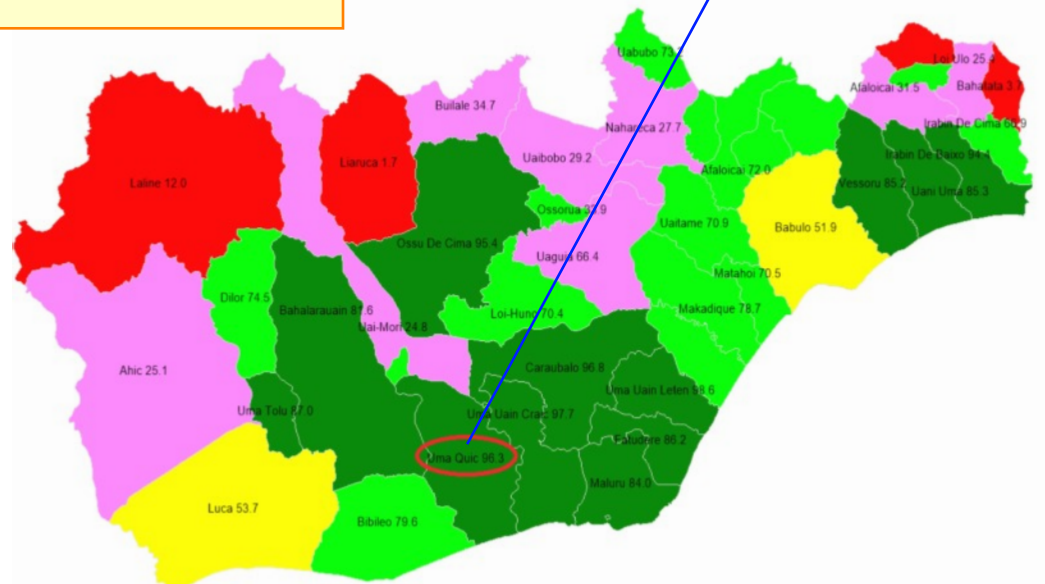 Uabubo 73.2
Loi Ulo 25.4
Afaloicai 31.5
Bahatata 3.7
Builale 34.7
Nahareca 27.7
Irabin De Cima 60.9
Uaibobo 29.2
Irabin De Baixo 94.4
Liaruca 1.7
Afaloicai 72.0
Laline 12.0
Vessoru 85.2
Uani Uma 85.3
Ossorua 33.9
Uaitame 70.9
Babulo 51.9
Ossu De Cima 95.4
Uaguia 66.4
Matahoi 70.5
Dilor 74.5
Bahalarauain 81.6
Loi-Huno 70.4
Makadique 78.7
Uai-Mori 24.8
Ahic 25.1
Caraubalo 96.8
Uma Uain Leten 98.6
Uma Tolu 87.0
Uma Uain Craic 97.7
Fatudere 86.2
Uma Quic 96.3
Maluru 84.0
Luca 53.7
Bibileo 79.6